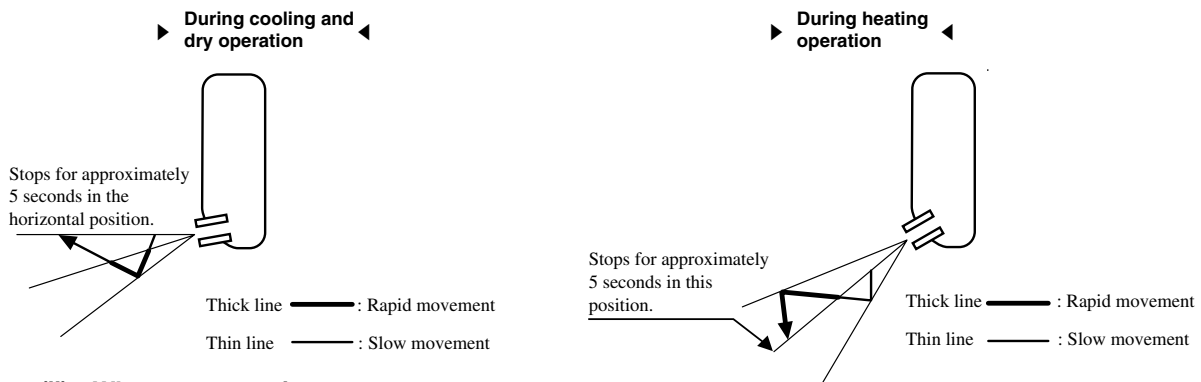 During cooling and
dry operation
Stops for approximately
5 seconds in the
horizontal position.
Thick line : Rapid movement
Thin line : Slow movement
During heating
operation
Stops for approximately
5 seconds in this
position.
Thick line : Rapid movement
Thin line : Slow movement